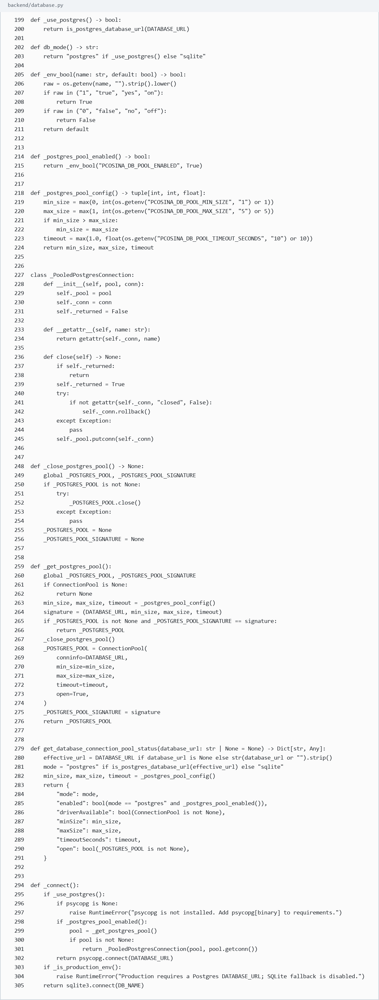 backend/database.py
199 def _use_postgres() -> bool:
200     return is_postgres_database_url(DATABASE_URL)
201
202 def db_mode() -> str:
203     return "postgres" if _use_postgres() else "sqlite"
204
205 def _env_bool(name: str, default: bool) -> bool:
206     raw = os.getenv(name, "").strip().lower()
207     if raw in ("1", "true", "yes", "on"):
208         return True
209     if raw in ("0", "false", "no", "off"):
210         return False
211     return default
212
213
214 def _postgres_pool_enabled() -> bool:
215     return _env_bool("PCOSINA_DB_POOL_ENABLED", True)
216
217
218 def _postgres_pool_config() -> tuple[int, int, float]:
219     min_size = max(0, int(os.getenv("PCOSINA_DB_POOL_MIN_SIZE", "1") or 1))
220     max_size = max(1, int(os.getenv("PCOSINA_DB_POOL_MAX_SIZE", "5") or 5))
221     if min_size > max_size:
222         min_size = max_size
223     timeout = max(1.0, float(os.getenv("PCOSINA_DB_POOL_TIMEOUT_SECONDS", "10") or 10))
224     return min_size, max_size, timeout
225
226
227 class _PooledPostgresConnection:
228     def __init__(self, pool, conn):
229         self._pool = pool
230         self._conn = conn
231         self._returned = False
232
233     def __getattr__(self, name: str):
234         return getattr(self._conn, name)
235
236     def close(self) -> None:
237         if self._returned:
238             return
239         self._returned = True
240         try:
241             if not getattr(self._conn, "closed", False):
242                 self._conn.rollback()
243         except Exception:
244             pass
245         self._pool.putconn(self._conn)
246
247
248 def _close_postgres_pool() -> None:
249     global _POSTGRES_POOL, _POSTGRES_POOL_SIGNATURE
250     if _POSTGRES_POOL is not None:
251         try:
252             _POSTGRES_POOL.close()
253         except Exception:
254             pass
255     _POSTGRES_POOL = None
256     _POSTGRES_POOL_SIGNATURE = None
257
258
259 def _get_postgres_pool():
260     global _POSTGRES_POOL, _POSTGRES_POOL_SIGNATURE
261     if ConnectionPool is None:
262         return None
263     min_size, max_size, timeout = _postgres_pool_config()
264     signature = (DATABASE_URL, min_size, max_size, timeout)
265     if _POSTGRES_POOL is not None and _POSTGRES_POOL_SIGNATURE == signature:
266         return _POSTGRES_POOL
267     _close_postgres_pool()
268     _POSTGRES_POOL = ConnectionPool(
269         conninfo=DATABASE_URL,
270         min_size=min_size,
271         max_size=max_size,
272         timeout=timeout,
273         open=True,
274     )
275     _POSTGRES_POOL_SIGNATURE = signature
276     return _POSTGRES_POOL
277
278
279 def get_database_connection_pool_status(database_url: str | None = None) -> Dict[str, Any]:
280     effective_url = DATABASE_URL if database_url is None else str(database_url or "").strip()
281     mode = "postgres" if is_postgres_database_url(effective_url) else "sqlite"
282     min_size, max_size, timeout = _postgres_pool_config()
283     return {
284         "mode": mode,
285         "enabled": bool(mode == "postgres" and _postgres_pool_enabled()),
286         "driverAvailable": bool(ConnectionPool is not None),
287         "minSize": min_size,
288         "maxSize": max_size,
289         "timeoutSeconds": timeout,
290         "open": bool(_POSTGRES_POOL is not None),
291     }
292
293
294 def _connect():
295     if _use_postgres():
296         if psycopg is None:
297             raise RuntimeError("psycopg is not installed. Add psycopg[binary] to requirements.")
298         if _postgres_pool_enabled():
299             pool = _get_postgres_pool()
300             if pool is not None:
301                 return _PooledPostgresConnection(pool, pool.getconn())
302         return psycopg.connect(DATABASE_URL)
303     if _is_production_env():
304         raise RuntimeError("Production requires a Postgres DATABASE_URL; SQLite fallback is disabled.")
305     return sqlite3.connect(DB_NAME)